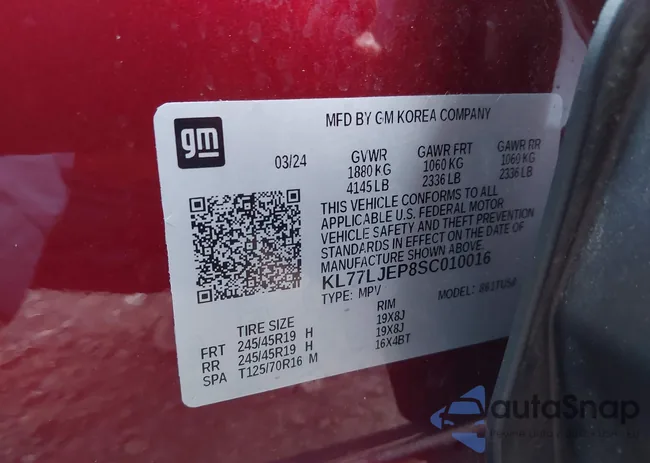 MFD BY GM KOREA COMPANY
gm
03/24 GVWR GAWR FRT GAWR RR
1880 KG 1060 KG 1060 KG
4145 LB 2336 LB 2336 LB
THIS VEHICLE CONFORMS TO ALL
APPLICABLE U.S. FEDERAL MOTOR
VEHICLE SAFETY AND THEFT PREVENTION
STANDARDS IN EFFECT ON THE DATE OF
MANUFACTURE SHOWN ABOVE.
KL77LJEP8SC010016
TYPE: MPV MODEL:
TIRE SIZE RIM
FRT 245/45R19 H 19X8J
RR 245/45R19 H 19X8J
SPA T125/70R16 M 16X4BT
autaSnap